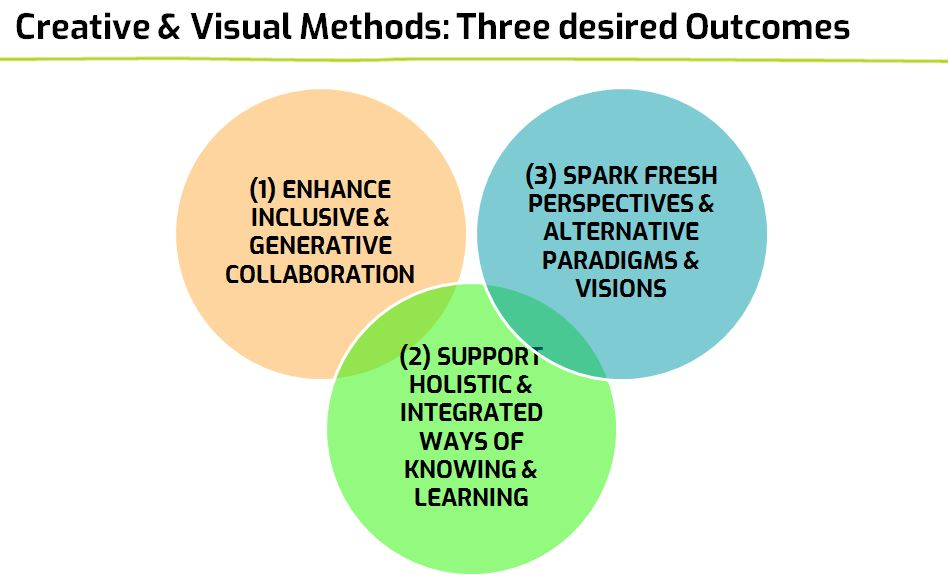 Creative & Visual Methods: Three desired Outcomes
(1) ENHANCE
INCLUSIVE &
GENERATIVE
COLLABORATION
(3) SPARK FRESH
PERSPECTIVES &
ALTERNATIVE
PARADIGMS &
VISIONS
(2) SUPPORT
HOLISTIC &
INTEGRATED
WAYS OF
KNOWING &
LEARNING